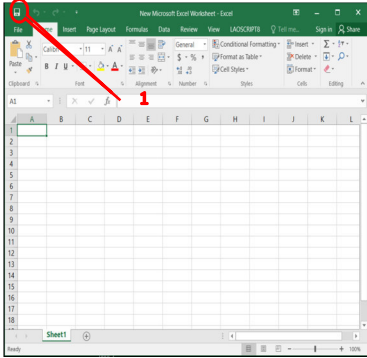 New Microsoft Excel Worksheet - Excel
File Home Insert Page Layout Formulas Data Review View LAOSCRIPT8 Tell me... Sign in Share
Paste Calibri 11 A A General Conditional Formatting Insert
B I U A $ % , Format as Table Delete
Cell Styles Format
Clipboard Font Alignment Number Styles Cells Editing
1
A1 fx
A B C D E F G H I J K L
1
2
3
4
5
6
7
8
9
10
11
12
13
14
15
16
17
18
Sheet1
Ready 100%